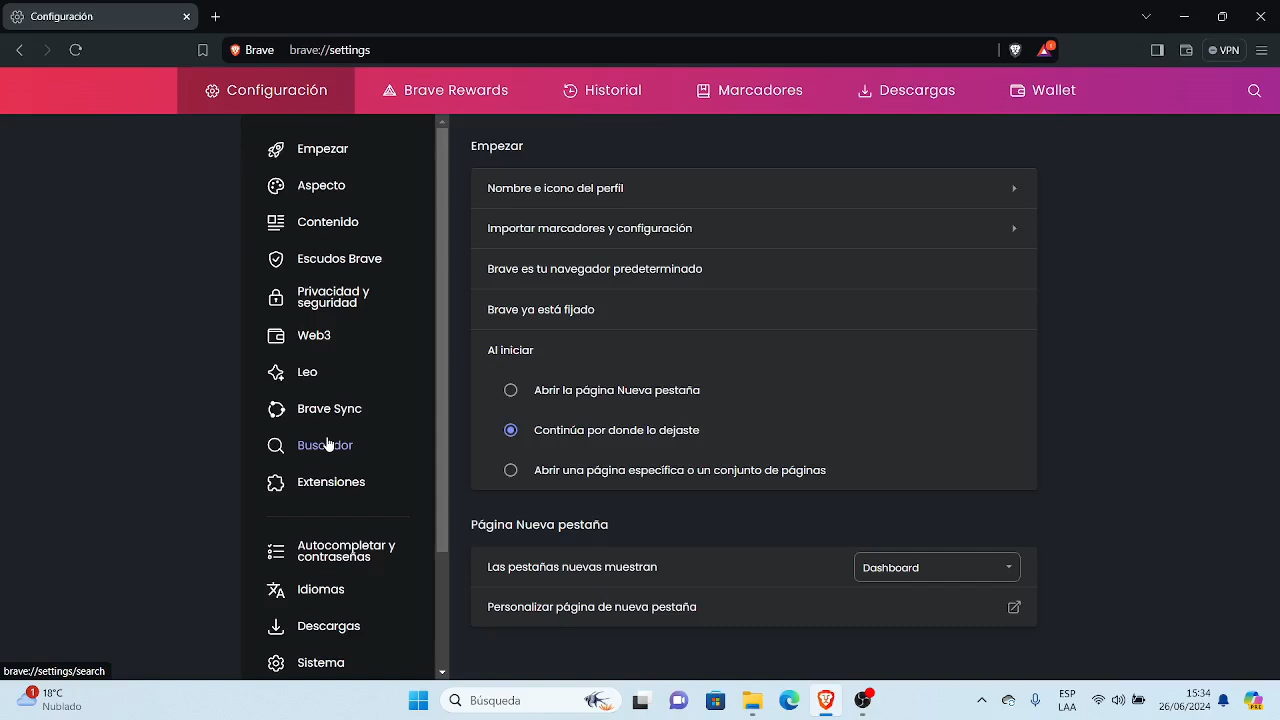 Configuración
Brave brave://settings
VPN
Configuración
Brave Rewards
Historial
Marcadores
Descargas
Wallet
Empezar
Aspecto
Contenido
Escudos Brave
Privacidad y
seguridad
Web3
Leo
Brave Sync
Buscador
Extensiones
Autocompletar y
contraseñas
Idiomas
Descargas
Sistema
Empezar
Nombre e icono del perfil
Importar marcadores y configuración
Brave es tu navegador predeterminado
Brave ya está fijado
Al iniciar
Abrir la página Nueva pestaña
Continúa por donde lo dejaste
Abrir una página específica o un conjunto de páginas
Página Nueva pestaña
Las pestañas nuevas muestran
Dashboard
Personalizar página de nueva pestaña
brave://settings/search
1
18°C
Nublado
Búsqueda
ESP
LAA
15:34
26/06/2024
PRE